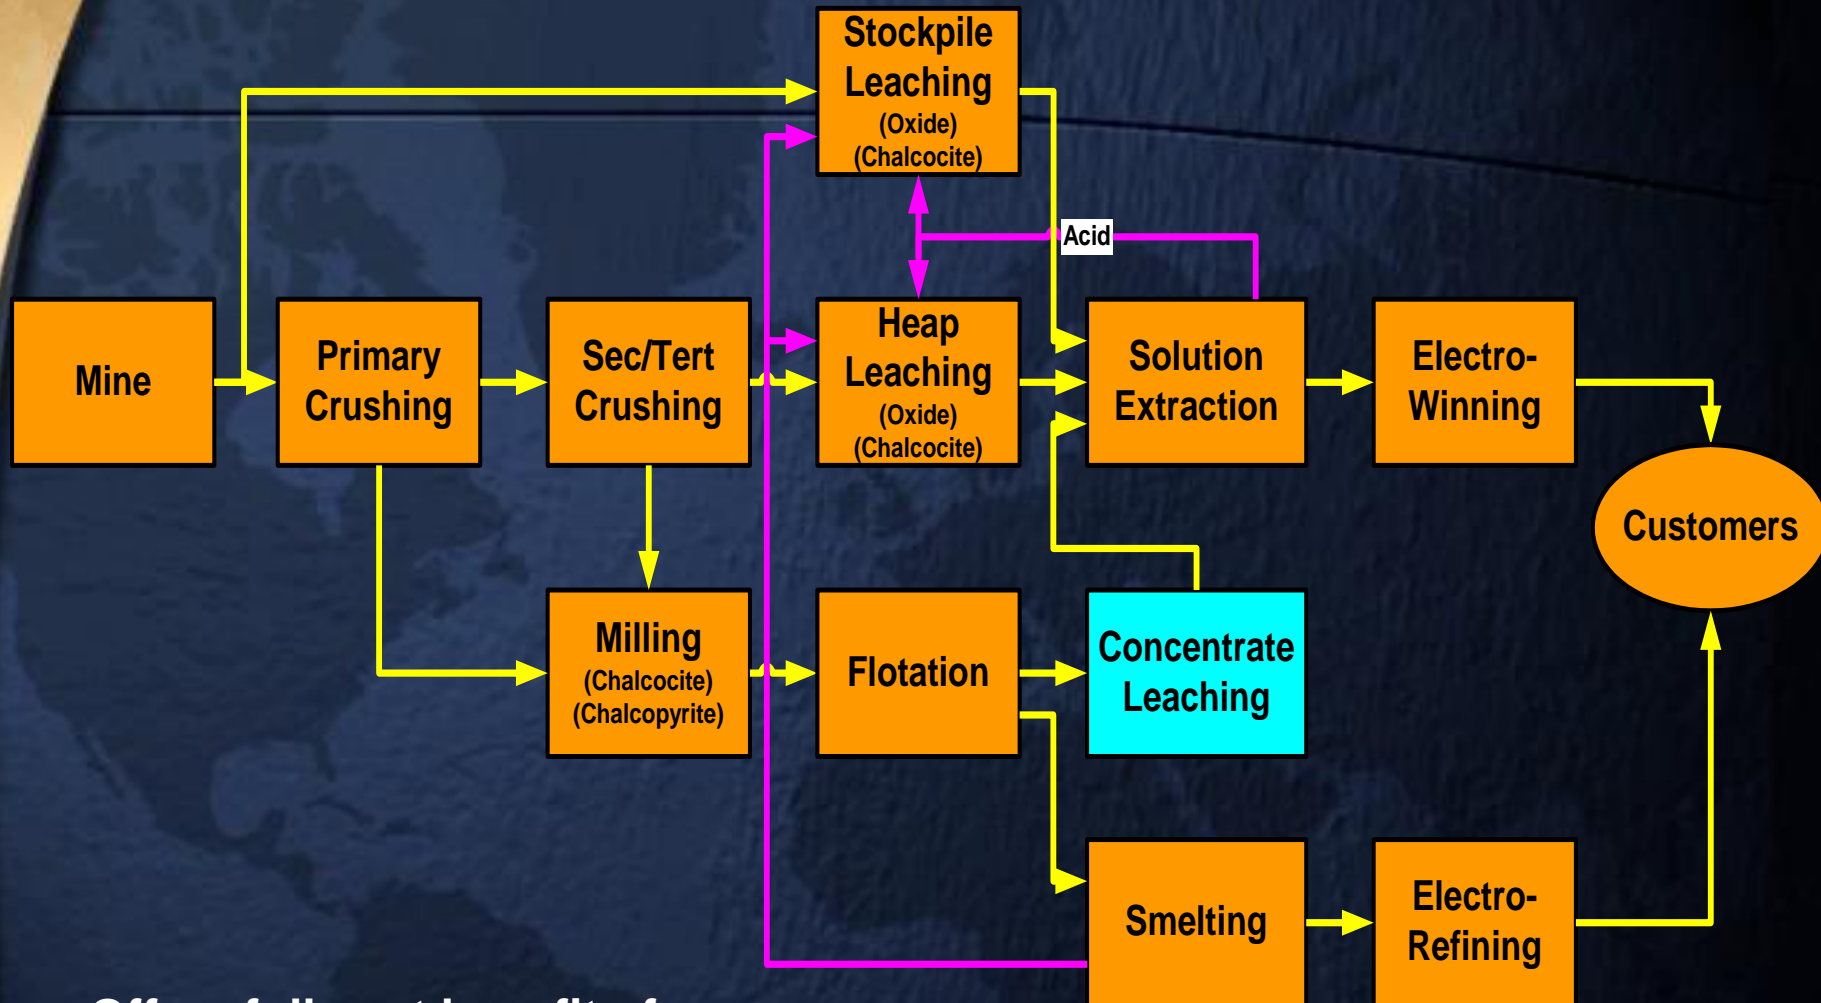 Stockpile
Leaching
(Oxide)
(Chalcocite)
Acid
Mine
Primary
Crushing
Sec/Tert
Crushing
Heap
Leaching
(Oxide)
(Chalcocite)
Solution
Extraction
Electro-
Winning
Customers
Milling
(Chalcocite)
(Chalcopyrite)
Flotation
Concentrate
Leaching
Smelting
Electro-
Refining